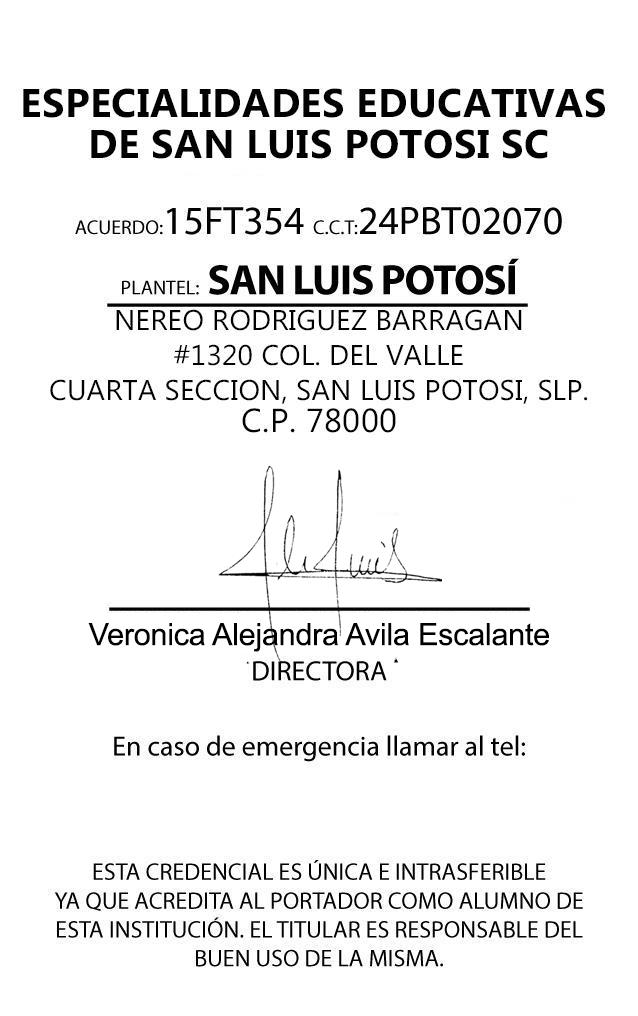 ESPECIALIDADES EDUCATIVAS
DE SAN LUIS POTOSI SC
ACUERDO:15FT354 C.C.T:24PBT02070
PLANTEL: SAN LUIS POTOSÍ
NEREO RODRIGUEZ BARRAGAN
#1320 COL. DEL VALLE
CUARTA SECCION, SAN LUIS POTOSI, SLP.
C.P. 78000
Veronica Alejandra Avila Escalante
DIRECTORA
En caso de emergencia llamar al tel:
ESTA CREDENCIAL ES ÚNICA E INTRASFERIBLE
YA QUE ACREDITA AL PORTADOR COMO ALUMNO DE
ESTA INSTITUCIÓN. EL TITULAR ES RESPONSABLE DEL
BUEN USO DE LA MISMA.